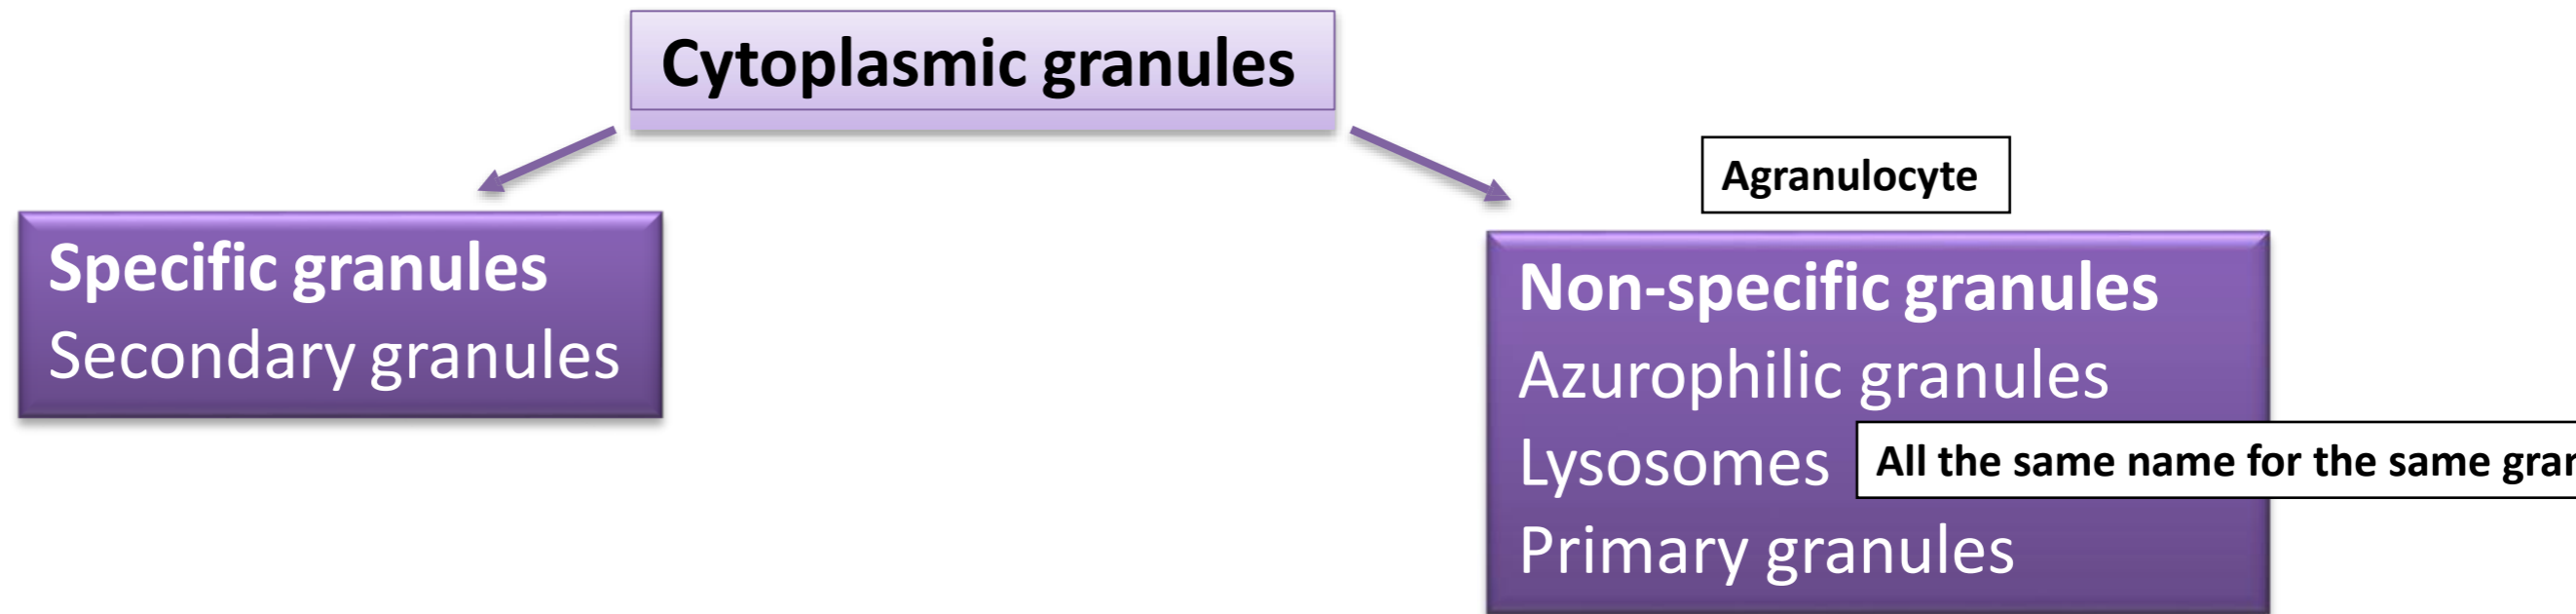 Cytoplasmic granules
Agranulocyte
Specific granules
Secondary granules
Non-specific granules
Azurophilic granules
Lysosomes
All the same name for the same
Primary granules